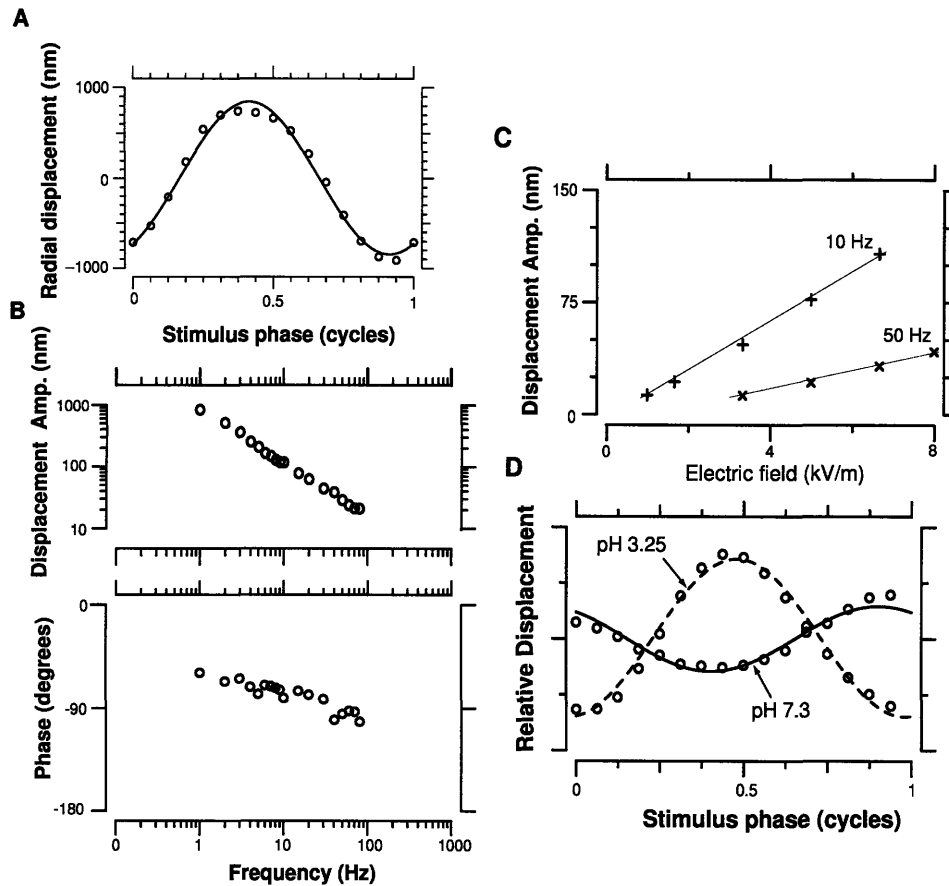 A
Radial displacement (nm)
1000
0
−1000
0
0.5
1
Stimulus phase (cycles)
B
Displacement Amp. (nm)
1000
100
10
Phase (degrees)
0
-90
-180
0
1
10
100
1000
Frequency (Hz)
C
Displacement Amp. (nm)
150
75
0
10 Hz
50 Hz
0
4
8
Electric field (kV/m)
D
Relative Displacement
pH 3.25
pH 7.3
0
0.5
1
Stimulus phase (cycles)